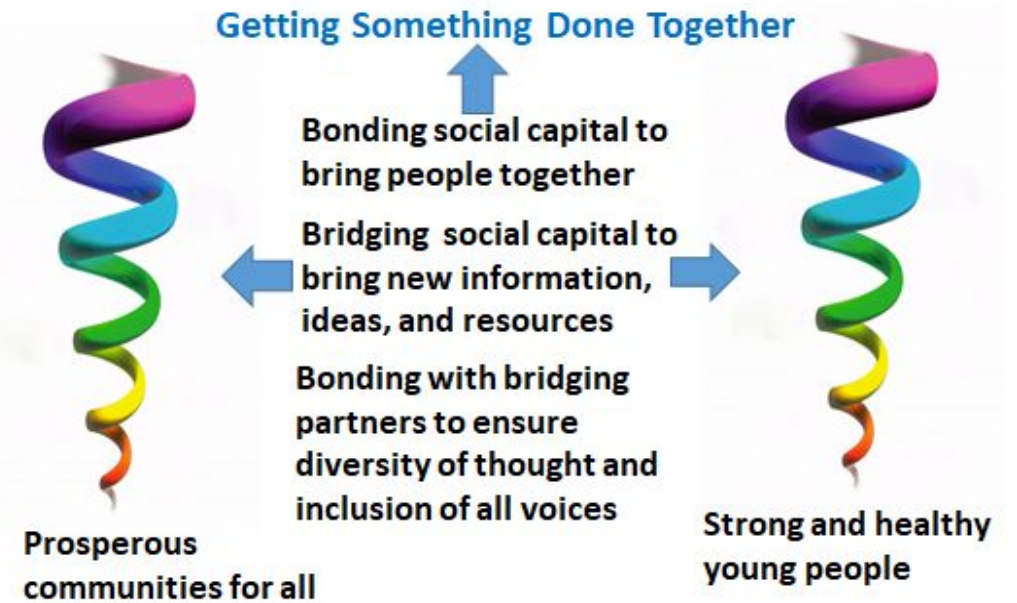 Getting Something Done Together
Bonding social capital to
bring people together
Bridging social capital to
bring new information,
ideas, and resources
Bonding with bridging
partners to ensure
diversity of thought and
inclusion of all voices
Prosperous
communities for all
Strong and healthy
young people